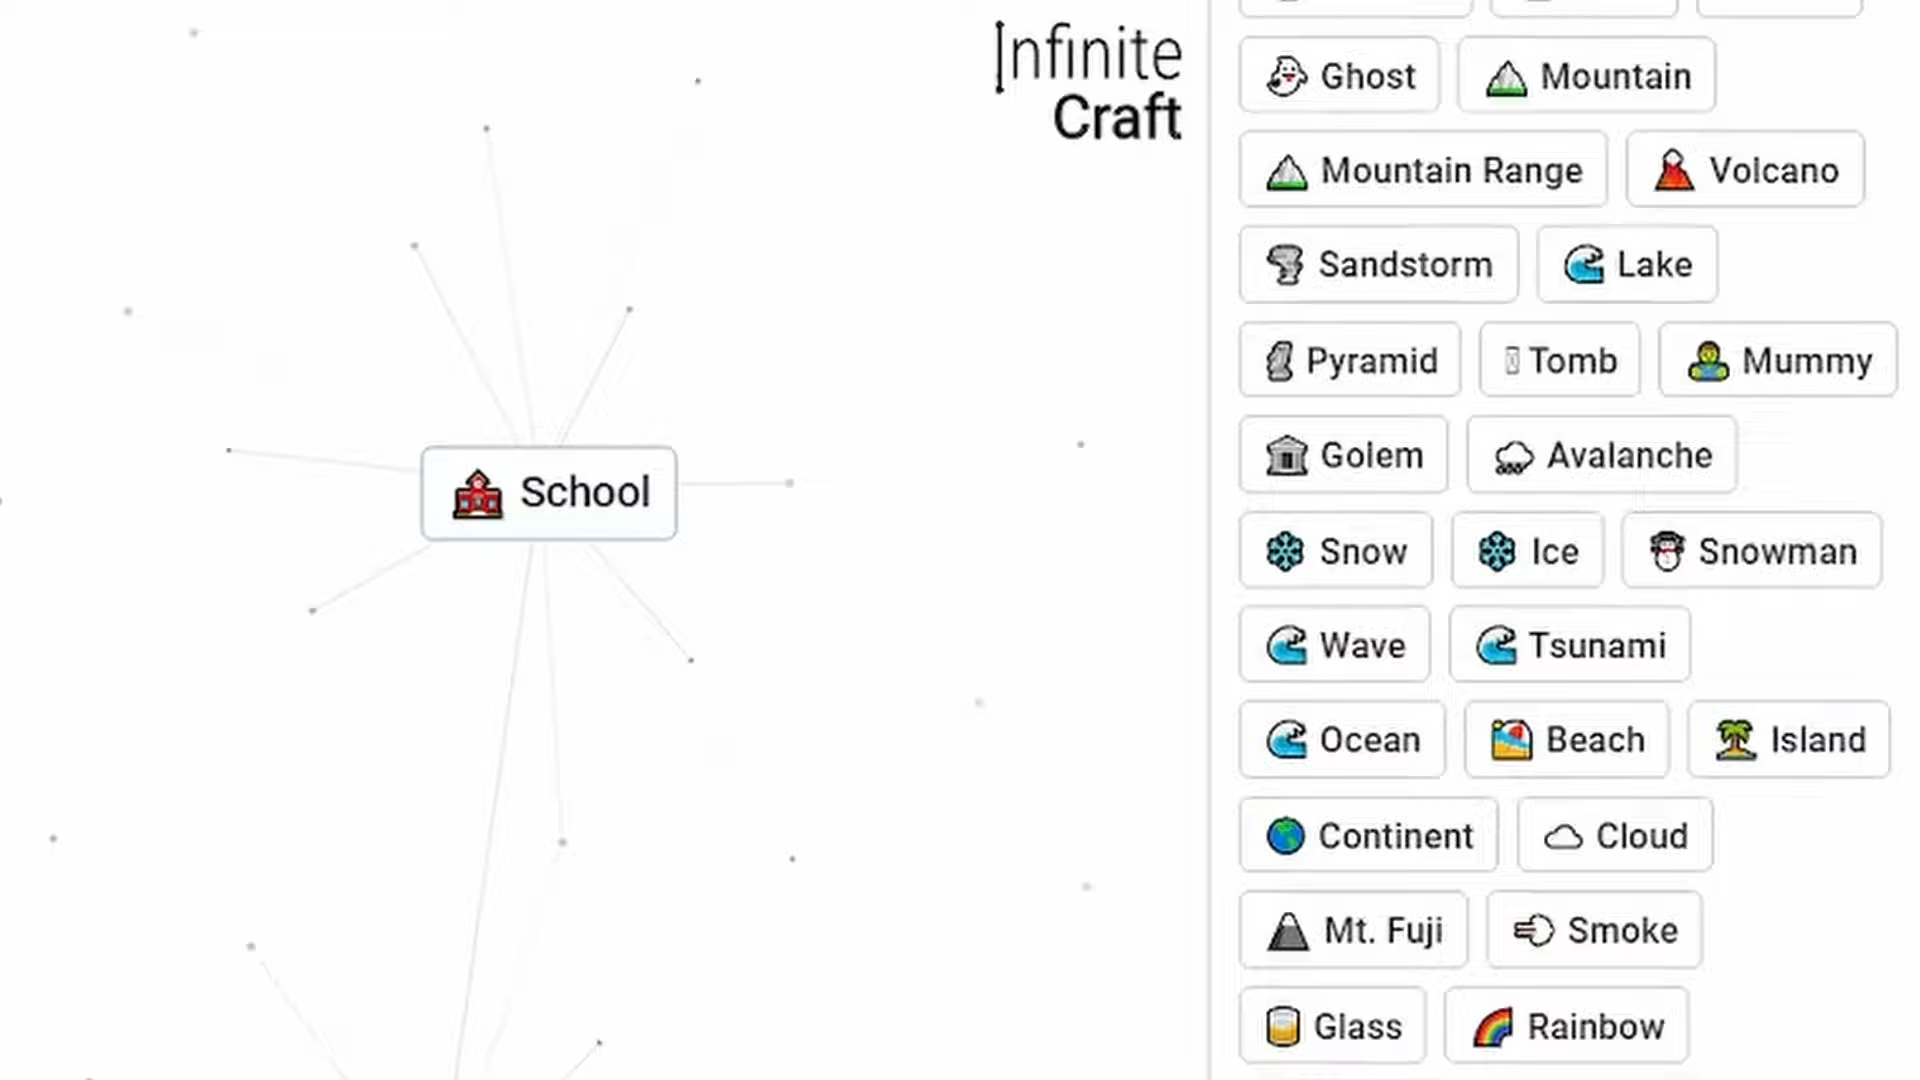 Infinite
Craft
School
Ghost Mountain
Mountain Range Volcano
Sandstorm Lake
Pyramid Tomb Mummy
Golem Avalanche
Snow Ice Snowman
Wave Tsunami
Ocean Beach Island
Continent Cloud
Mt. Fuji Smoke
Glass Rainbow